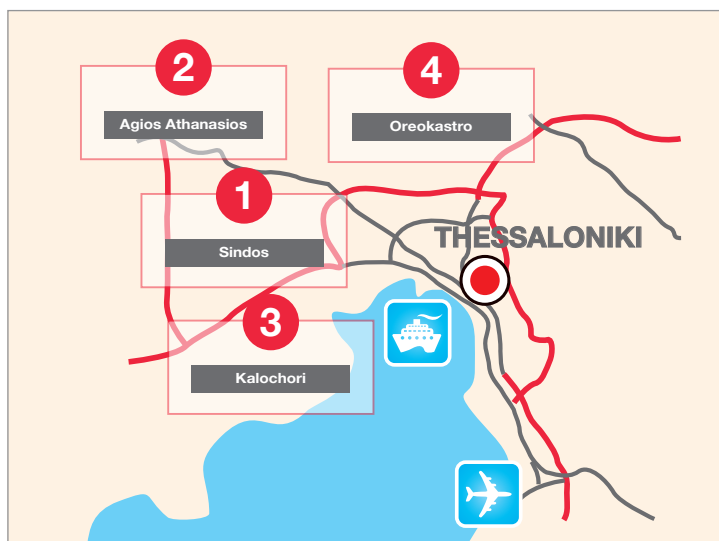 2
4
Agios Athanasios
Oreokastro
1
THESSALONIKI
Sindos
3
Kalochori